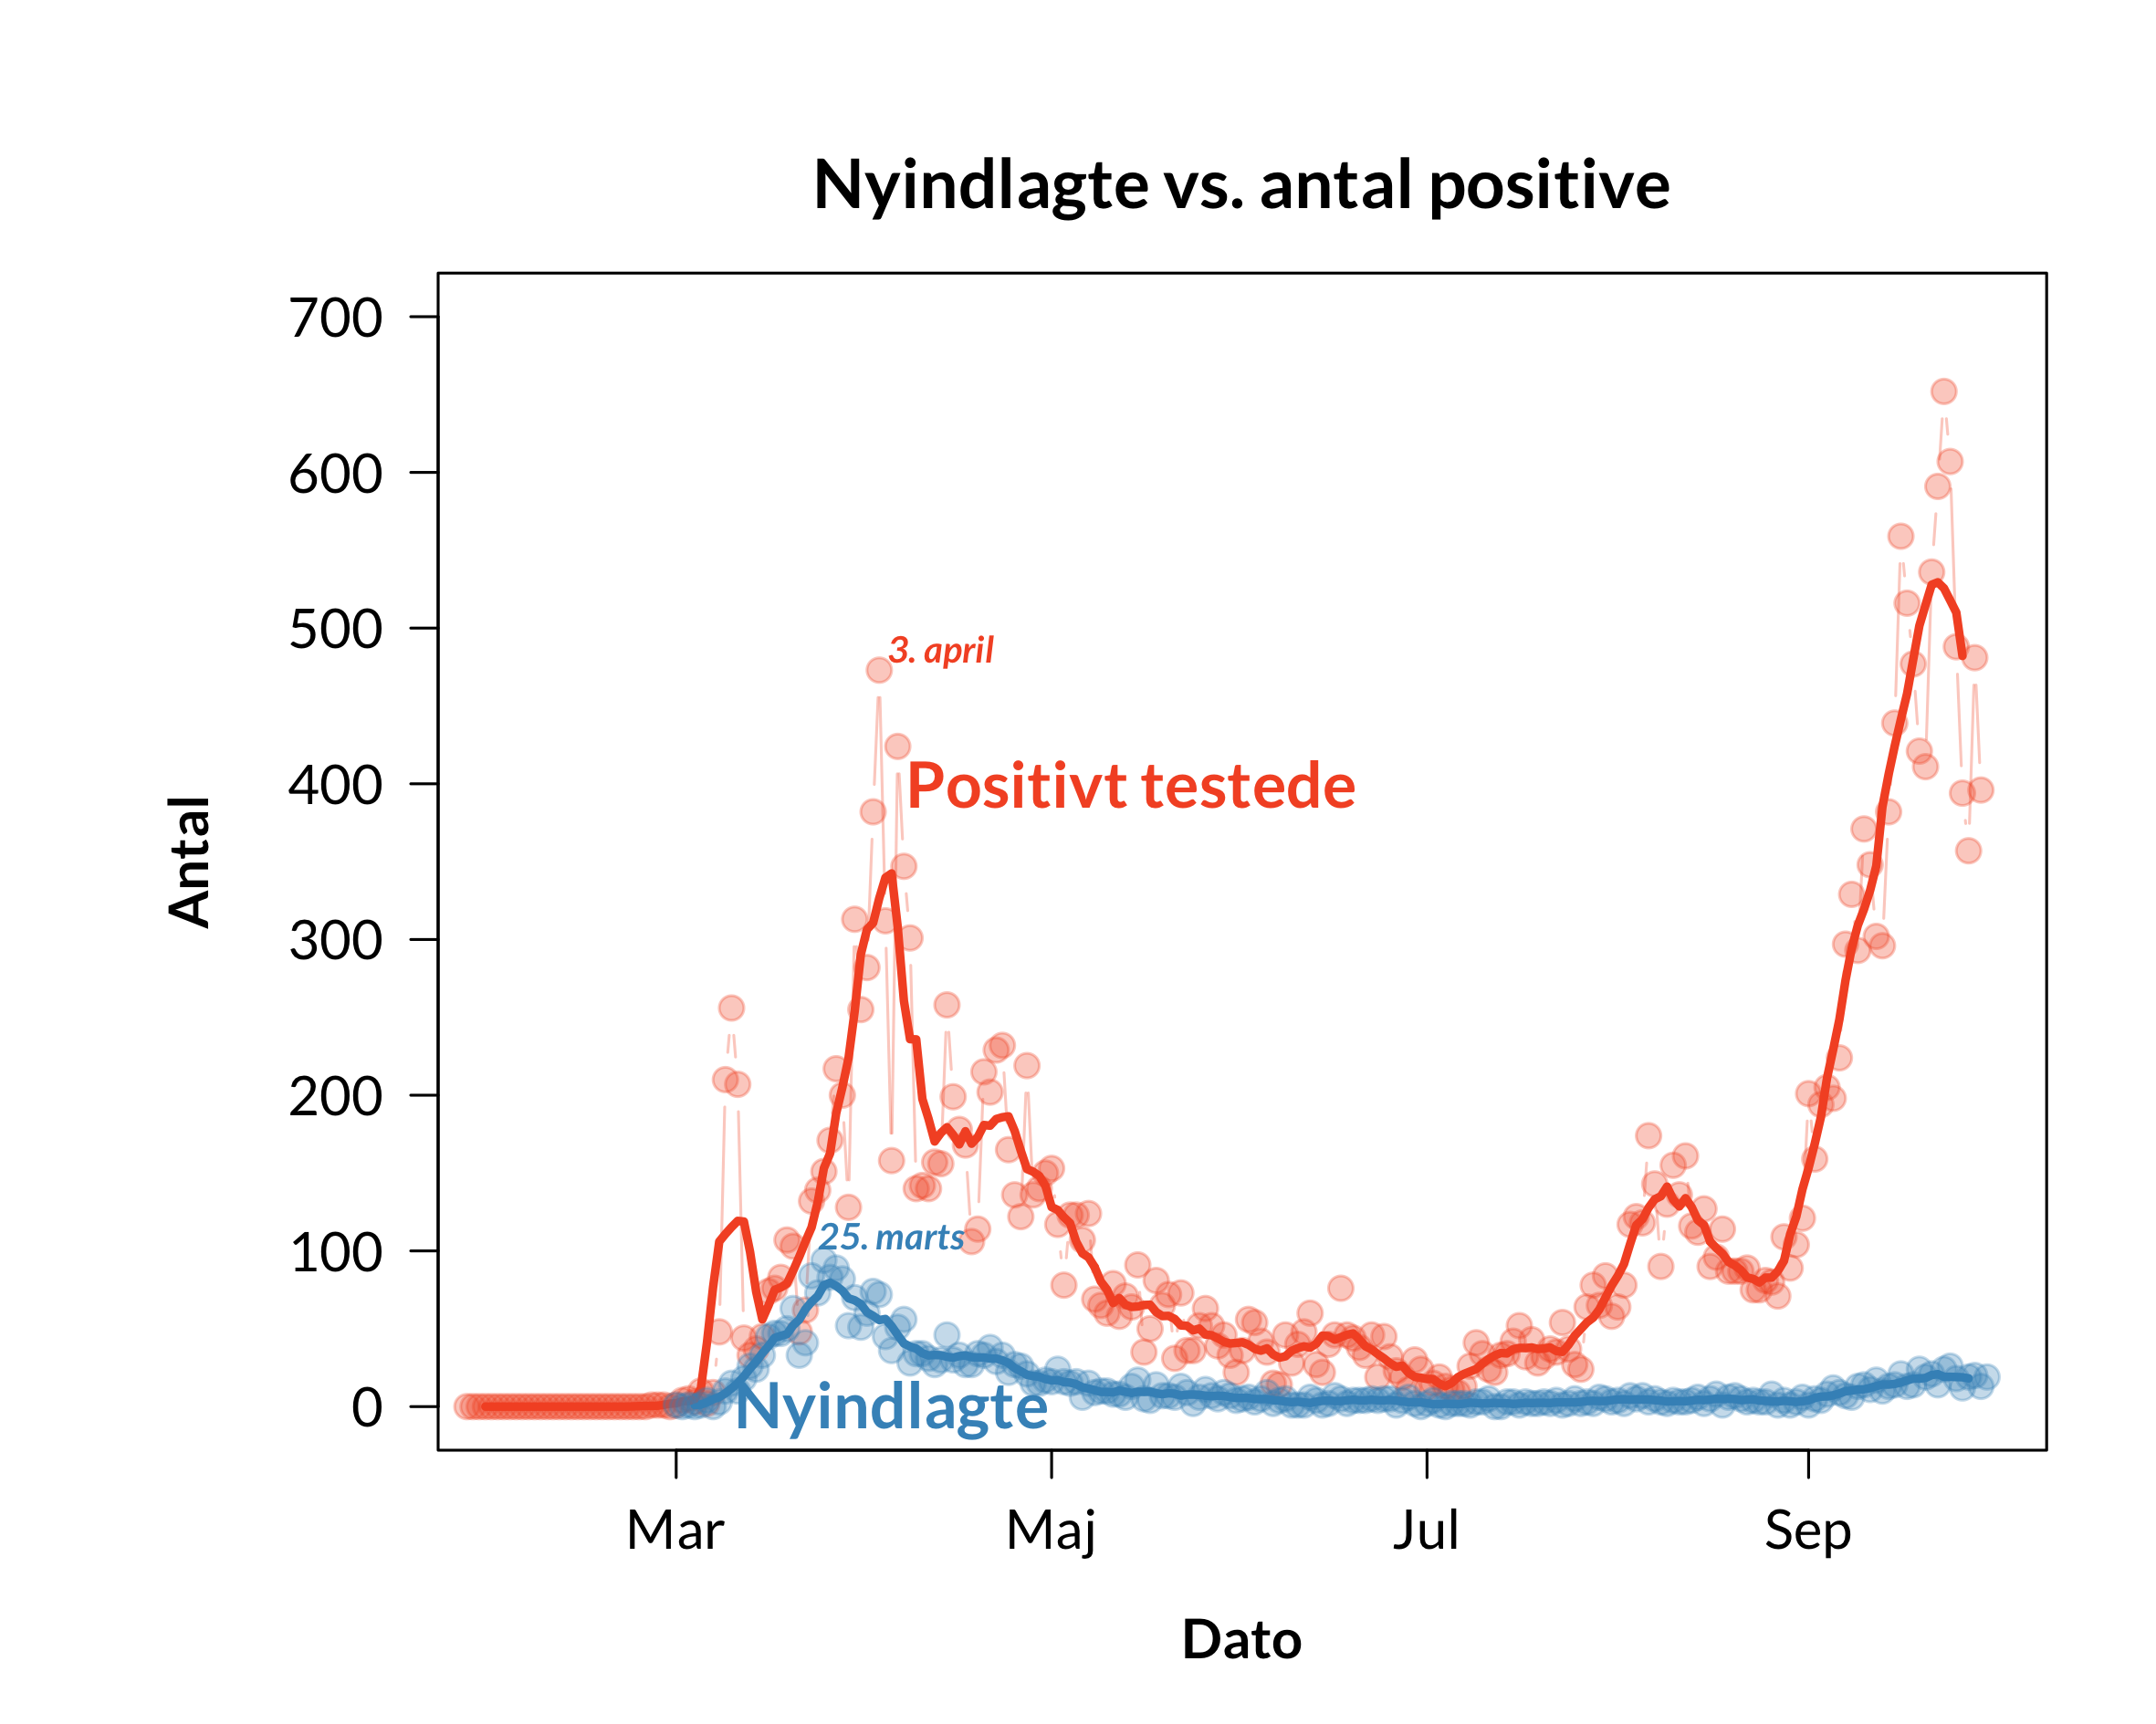 Nyindlagte vs. antal positive
700
600
500
400
300
200
100
0
Antal
3. april
Positivt testede
25. marts
Nyindlagte
Mar
Maj
Jul
Sep
Dato